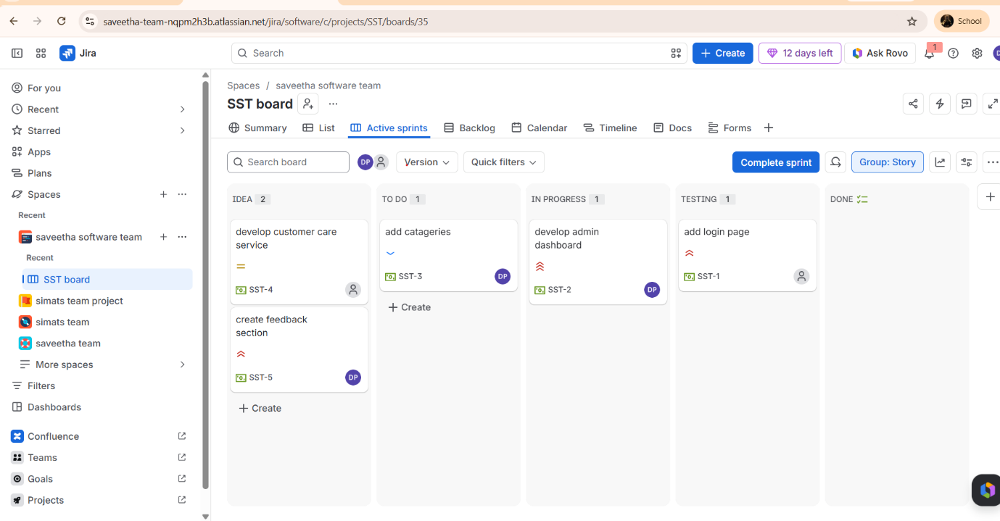 saveetha-team-nqpm2h3b.atlassian.net/jira/software/c/projects/SST/boards/35
School
Jira
Search
Create
12 days left
Ask Rovo
1
For you
Recent
Starred
Apps
Plans
Spaces
Recent
saveetha software team
Recent
SST board
simats team project
simats team
saveetha team
More spaces
Filters
Dashboards
Confluence
Teams
Goals
Projects
Spaces / saveetha software team
SST board
Summary List Active sprints Backlog Calendar Timeline Docs Forms
Search board DP Version Quick filters Complete sprint Group: Story
IDEA 2
develop customer care
service
SST-4
create feedback
section
SST-5 DP
Create
TO DO 1
add catageries
SST-3 DP
Create
IN PROGRESS 1
develop admin
dashboard
SST-2 DP
TESTING 1
add login page
SST-1
DONE